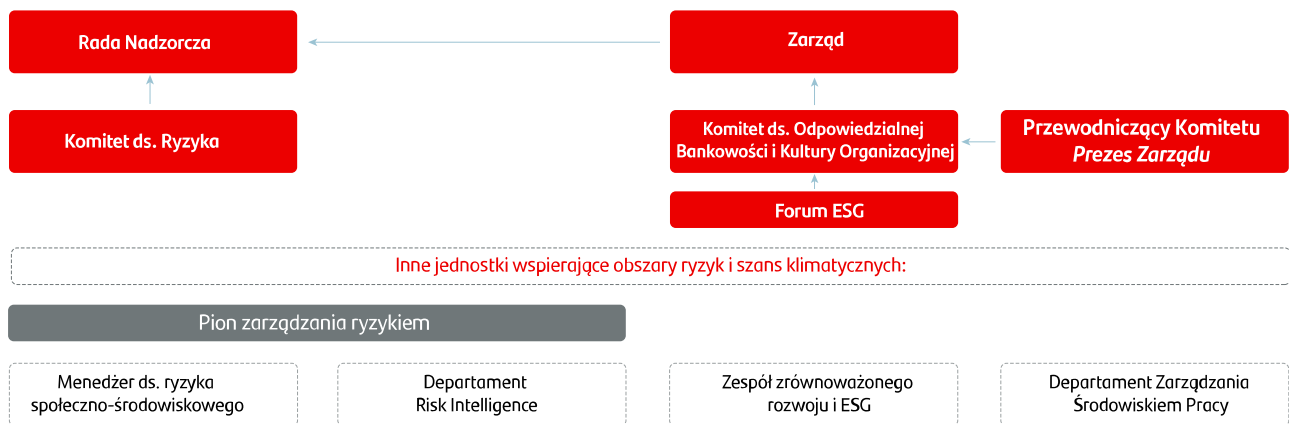 Rada Nadzorcza
Zarząd
Komitet ds. Ryzyka
Komitet ds. Odpowiedzialnej
Bankowości i Kultury Organizacyjnej
Przewodniczący Komitetu
Prezes Zarządu
Forum ESG
Inne jednostki wspierające obszary ryzyk i szans klimatycznych:
Pion zarządzania ryzykiem
Menedżer ds. ryzyka
społeczno-środowiskowego
Departament
Risk Intelligence
Zespół zrównoważonego
rozwoju i ESG
Departament Zarządzania
Środowiskiem Pracy